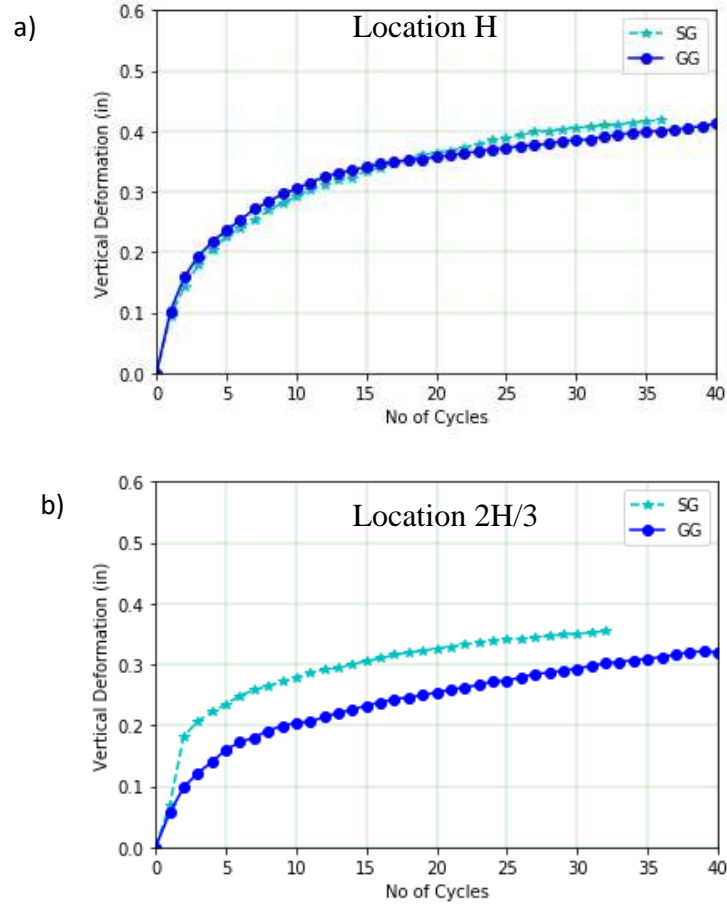 a)
Location H
SG
GG
0.6
0.5
0.4
0.3
0.2
0.1
0.0
Vertical Deformation (in)
0 5 10 15 20 25 30 35 40
No of Cycles
b)
Location 2H/3
SG
GG
0.6
0.5
0.4
0.3
0.2
0.1
0.0
Vertical Deformation (in)
0 5 10 15 20 25 30 35 40
No of Cycles